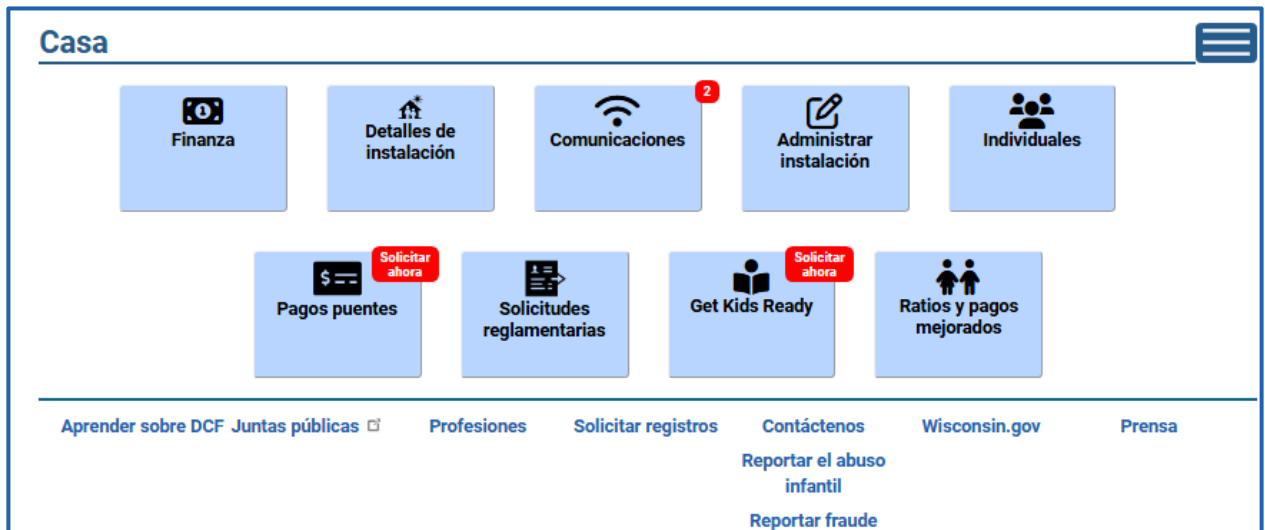 Casa
Finanza
Detalles de
instalación
Comunicaciones
2
Administrar
instalación
Individuales
Pagos puentes
Solicitar
ahora
Solicitudes
reglamentarias
Get Kids Ready
Solicitar
ahora
Ratios y pagos
mejorados
Aprender sobre DCF Juntas públicas Profesiones Solicitar registros Contáctenos Wisconsin.gov Prensa
Reportar el abuso
infantil
Reportar fraude